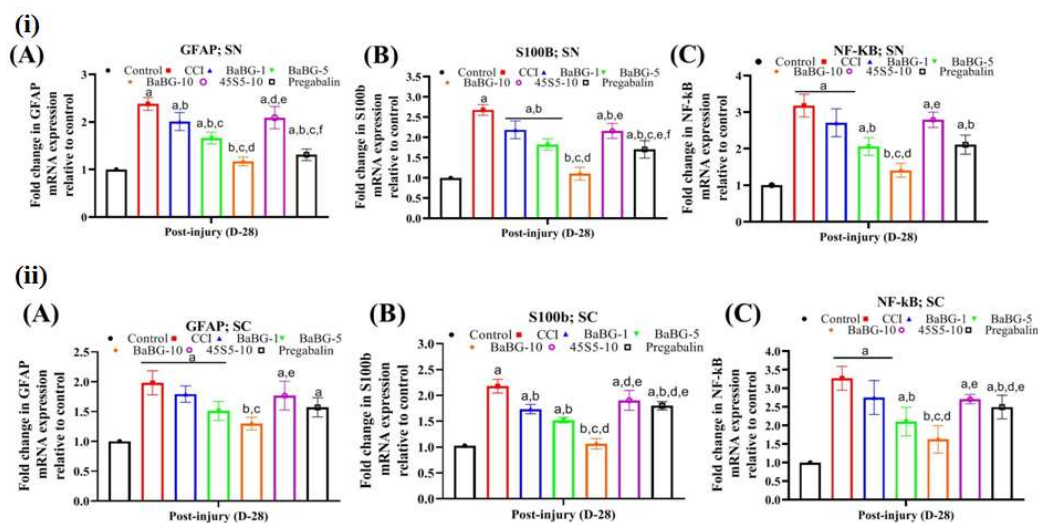 (i)
(A)
GFAP; SN
Control CCI BaBG-1 BaBG-5
BaBG-10 45S5-10 Pregabalin
Fold change in GFAP
mRNA expression
relative to control
3
2
1
0
a
a,b
a,b,c
b,c,d
a,d,e
a,b,c,f
Post-injury (D-28)
(B)
S100B; SN
Control CCI BaBG-1 BaBG-5
BaBG-10 45S5-10 Pregabalin
Fold change in S100b
mRNA expression
relative to control
3.0
2.5
2.0
1.5
1.0
0.5
0.0
a
a,b
b,c,d
a,b,e
a,b,c,e,f
Post-injury (D-28)
(C)
NF-KB; SN
Control CCI BaBG-1 BaBG-5
BaBG-10 45S5-10 Pregabalin
Fold change in NF-kB
mRNA expression
relative to control
4
3
2
1
0
a
a,b
b,c,d
a,e
a,b
Post-injury (D-28)
(ii)
(A)
GFAP; SC
Control CCI BaBG-1 BaBG-5
BaBG-10 45S5-10 Pregabalin
Fold change in GFAP
mRNA expression
relative to control
2.5
2.0
1.5
1.0
0.5
0.0
a
b,c
a,e
a
Post-injury (D-28)
(B)
S100b; SC
Control CCI BaBG-1 BaBG-5
BaBG-10 45S5-10 Pregabalin
Fold change in S100b
mRNA expression
relative to control
2.5
2.0
1.5
1.0
0.5
0.0
a
a,b
a,b
b,c,d
a,d,e
a,b,d,e
Post-injury (D-28)
(C)
NF-kB; SC
Control CCI BaBG-1 BaBG-5
BaBG-10 45S5-10 Pregabalin
Fold change in NF-kB
mRNA expression
relative to control
4.0
3.5
3.0
2.5
2.0
1.5
1.0
0.0
a
a,b
b,c,d
a,e
a,b,d,e
Post-injury (D-28)